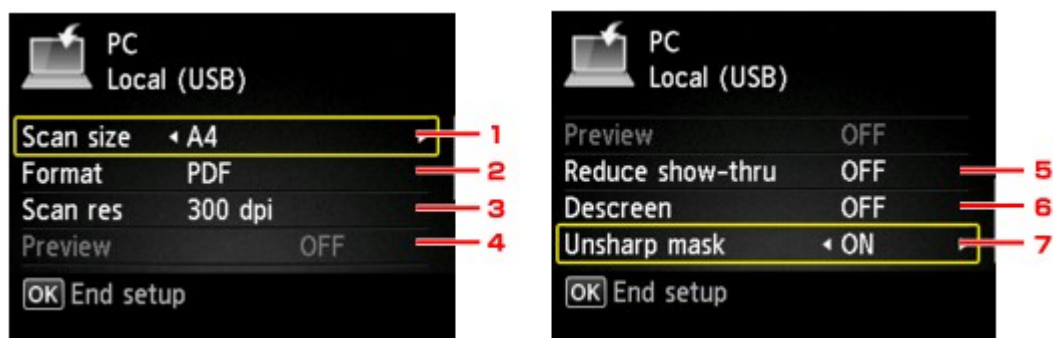 PC
Local (USB)
Scan size A4 1
Format PDF 2
Scan res 300 dpi 3
Preview OFF 4
OK End setup
PC
Local (USB)
Preview OFF
Reduce show-thru OFF 5
Descreen OFF 6
Unsharp mask ON 7
OK End setup